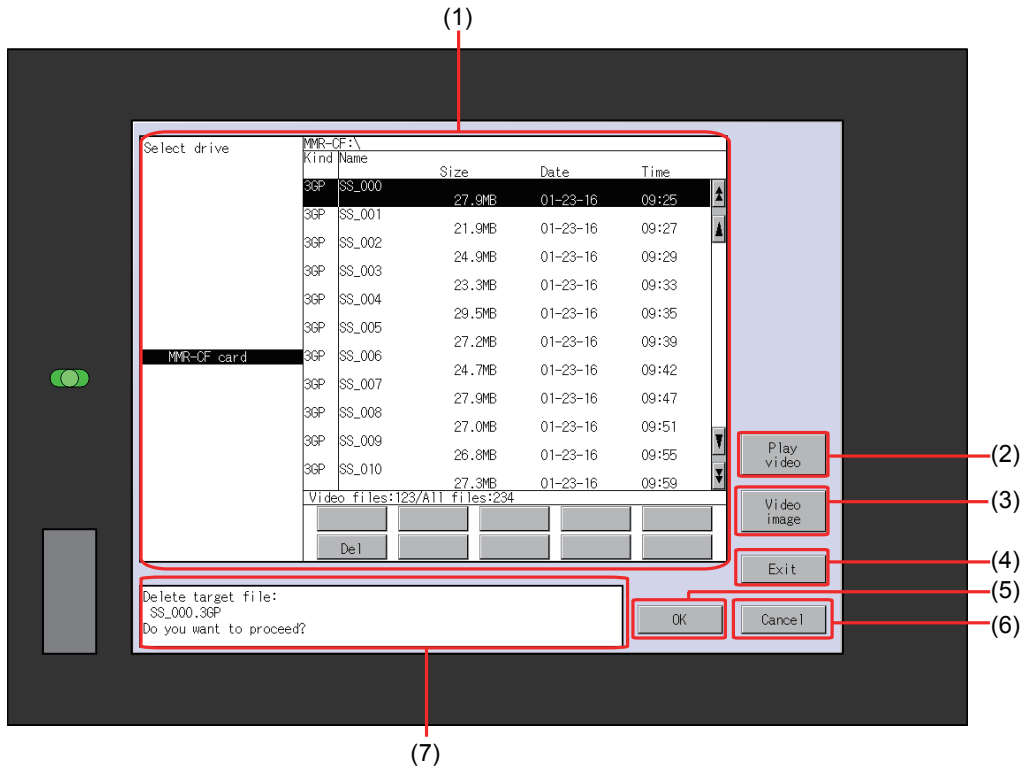 (1)
Select drive
MMR-CF:\
Kind Name
Size Date Time
3GP SS_000
27.9MB 01-23-16 09:25
3GP SS_001
21.9MB 01-23-16 09:27
3GP SS_002
24.9MB 01-23-16 09:29
3GP SS_003
23.3MB 01-23-16 09:33
3GP SS_004
29.5MB 01-23-16 09:35
3GP SS_005
27.2MB 01-23-16 09:39
MMR-CF card
3GP SS_006
24.7MB 01-23-16 09:42
3GP SS_007
27.9MB 01-23-16 09:47
3GP SS_008
27.0MB 01-23-16 09:51
3GP SS_009
26.8MB 01-23-16 09:55
3GP SS_010
27.3MB 01-23-16 09:59
Video files:123/All files:234
Del
Play
video
(2)
Video
image
(3)
Exit
(4)
(5)
Delete target file:
SS_000.3GP
Do you want to proceed?
OK
Cancel
(6)
(7)